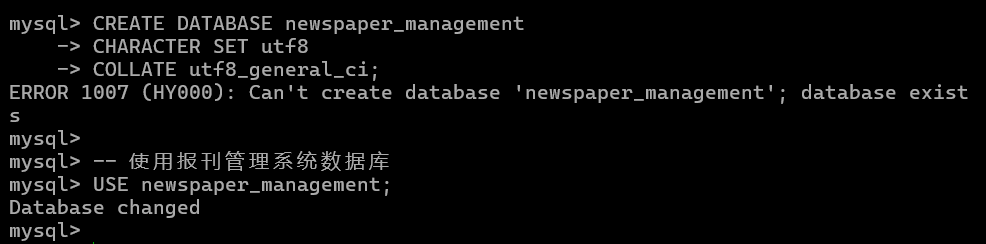 mysql> CREATE DATABASE newspaper_management
    -> CHARACTER SET utf8
    -> COLLATE utf8_general_ci;
ERROR 1007 (HY000): Can't create database 'newspaper_management'; database exist
s
mysql>
mysql> -- 使用报刊管理系统数据库
mysql> USE newspaper_management;
Database changed
mysql>